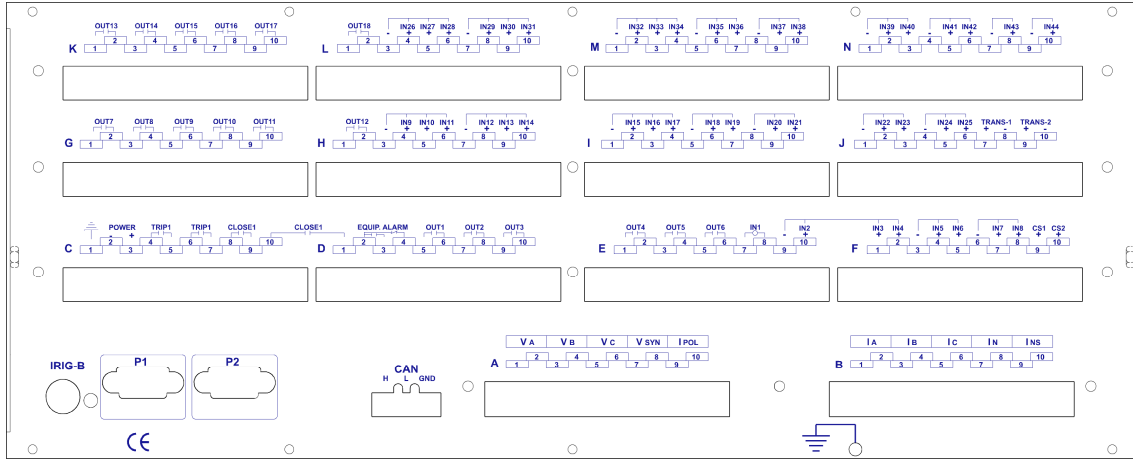 OUT13 OUT14 OUT15 OUT16 OUT17
K 1 2 3 4 5 6 7 8 9 10
OUT18 IN26 IN27 IN28 IN29 IN30 IN31
- + + + - + + +
L 1 2 3 4 5 6 7 8 9 10
IN32 IN33 IN34 IN35 IN36 IN37 IN38
- + + + - + + - + +
M 1 2 3 4 5 6 7 8 9 10
IN39 IN40 IN41 IN42 IN43 IN44
- + + - + + - + - +
N 1 2 3 4 5 6 7 8 9 10
OUT7 OUT8 OUT9 OUT10 OUT11
G 1 2 3 4 5 6 7 8 9 10
OUT12 IN9 IN10 IN11 IN12 IN13 IN14
- + + + - + + +
H 1 2 3 4 5 6 7 8 9 10
IN15 IN16 IN17 IN18 IN19 IN20 IN21
- + + + - + + - + +
I 1 2 3 4 5 6 7 8 9 10
IN22 IN23 IN24 IN25 TRANS-1 TRANS-2
- + + - + + + - + -
J 1 2 3 4 5 6 7 8 9 10
POWER TRIP1 TRIP1 CLOSE1 CLOSE1
- +
C 1 2 3 4 5 6 7 8 9 10
EQUIP. ALARM OUT1 OUT2 OUT3
D 1 2 3 4 5 6 7 8 9 10
OUT4 OUT5 OUT6 IN1 IN2
- +
E 1 2 3 4 5 6 7 8 9 10
IN3 IN4 IN5 IN6 IN7 IN8 CS1 CS2
+ + - + + - + + + +
F 1 2 3 4 5 6 7 8 9 10
V A V B V C V SYN I POL
A 1 2 3 4 5 6 7 8 9 10
I A I B I C I N I NS
B 1 2 3 4 5 6 7 8 9 10
IRIG-B
P1
P2
CAN
H L GND
CE